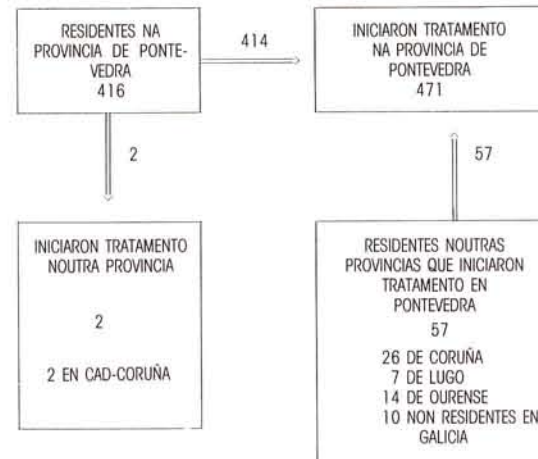 RESIDENTES NA
PROVINCIA DE PONTE-
VEDRA
416
414
INICIARON TRATAMENTO
NA PROVINCIA DE
PONTEVEDRA
471
2
57
INICIARON TRATAMENTO
NOUTRA PROVINCIA
2
2 EN CAD-CORUÑA
RESIDENTES NOUTRAS
PROVINCIAS QUE INICIARON
TRATAMENTO EN
PONTEVEDRA
57
26 DE CORUÑA
7 DE LUGO
14 DE OURENSE
10 NON RESIDENTES EN
GALICIA